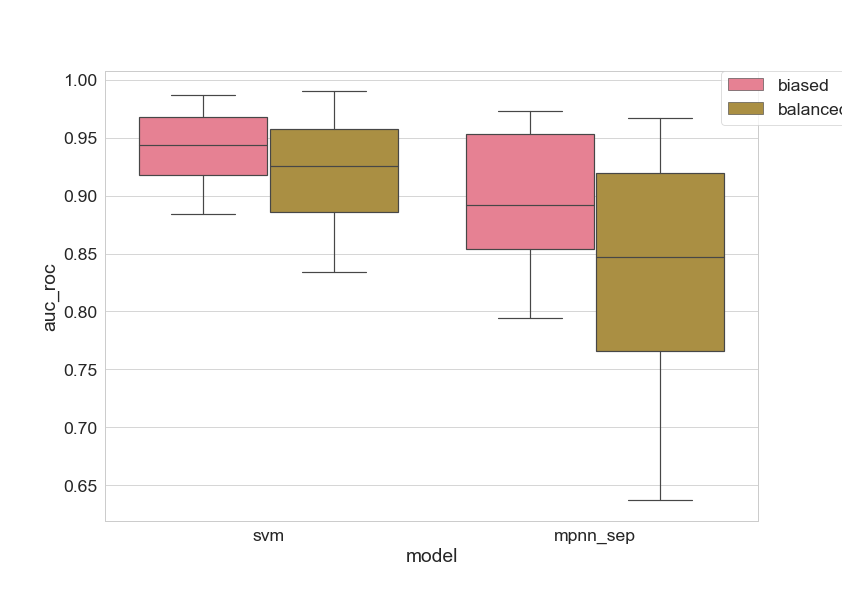 1.00
0.95
0.90
0.85
0.80
0.75
0.70
0.65
auc_roc
svm
mpnn_sep
model
biased
balanced